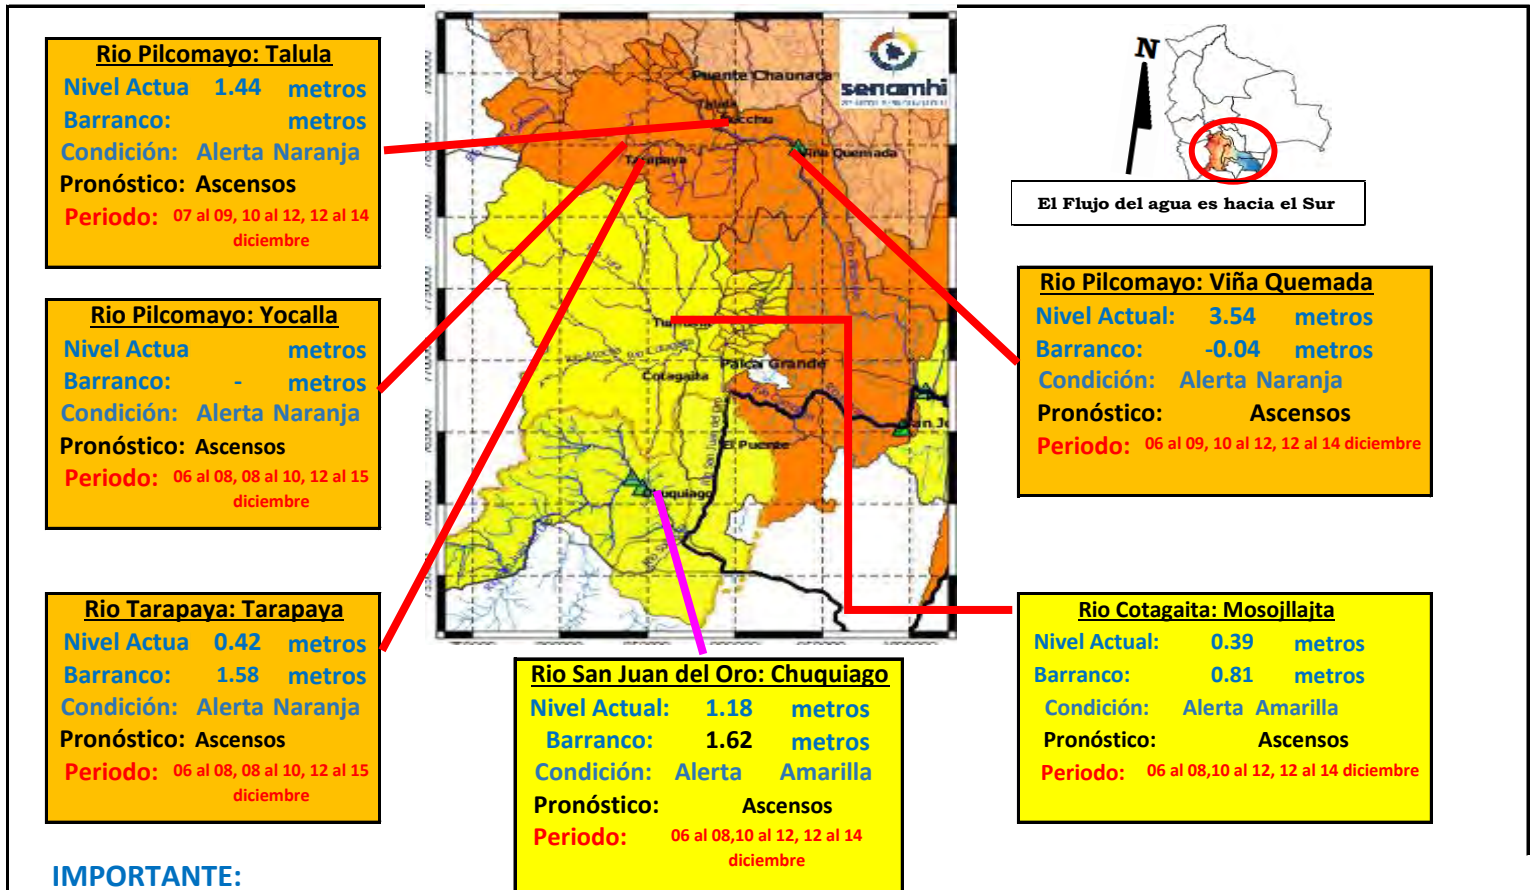 Rio Pilcomayo: Talula
Nivel Actua 1.44 metros
Barranco: metros
Condición: Alerta Naranja
Pronóstico: Ascensos
Periodo: 07 al 09, 10 al 12, 12 al 14
diciembre
Rio Pilcomayo: Yocalla
Nivel Actua metros
Barranco: - metros
Condición: Alerta Naranja
Pronóstico: Ascensos
Periodo: 06 al 08, 08 al 10, 12 al 15
diciembre
Rio Tarapaya: Tarapaya
Nivel Actua 0.42 metros
Barranco: 1.58 metros
Condición: Alerta Naranja
Pronóstico: Ascensos
Periodo: 06 al 08, 08 al 10, 12 al 15
diciembre
IMPORTANTE:
senamhi
Puente Chaunaca
Talula
Viña Quemada
Tarapaya
Palca Grande
Cotagaita
El Puente
Chuquiago
Rio San Juan del Oro
Rio San Juan del Oro: Chuquiago
Nivel Actual: 1.18 metros
Barranco: 1.62 metros
Condición: Alerta Amarilla
Pronóstico: Ascensos
Periodo: 06 al 08,10 al 12, 12 al 14
diciembre
N
El Flujo del agua es hacia el Sur
Rio Pilcomayo: Viña Quemada
Nivel Actual: 3.54 metros
Barranco: -0.04 metros
Condición: Alerta Naranja
Pronóstico: Ascensos
Periodo: 06 al 09, 10 al 12, 12 al 14 diciembre
Rio Cotagaita: Mosojllajta
Nivel Actual: 0.39 metros
Barranco: 0.81 metros
Condición: Alerta Amarilla
Pronóstico: Ascensos
Periodo: 06 al 08,10 al 12, 12 al 14 diciembre